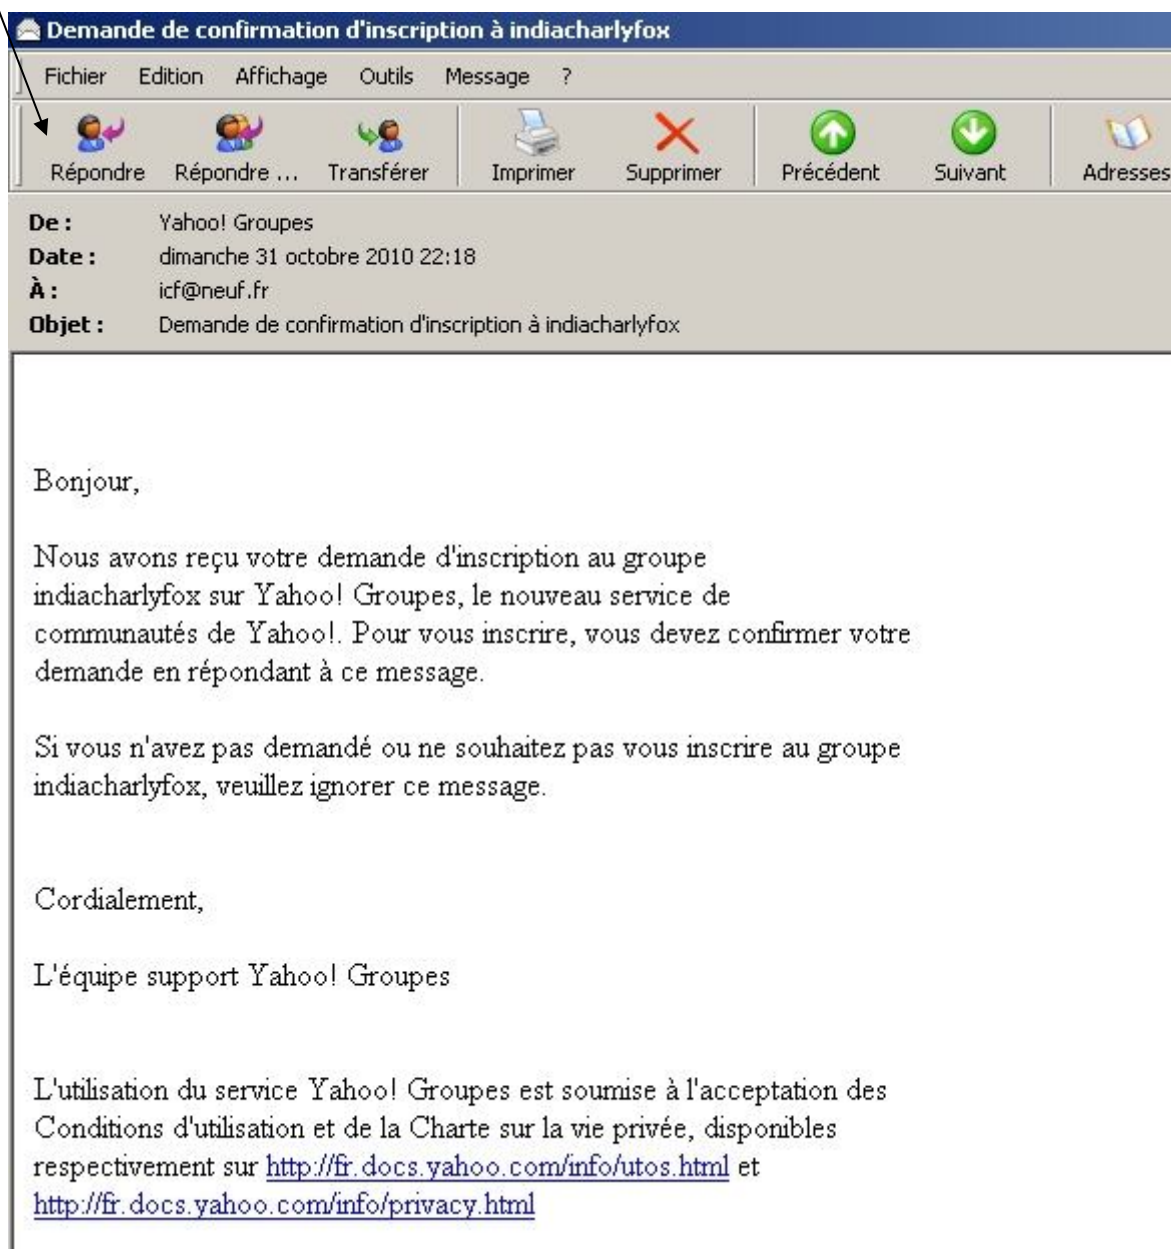 Demande de confirmation d'inscription à indiacharlyfox
Fichier Edition Affichage Outils Message ?
Répondre Répondre ... Transférer Imprimer Supprimer Précédent Suivant Adresses
De : Yahoo! Groupes
Date : dimanche 31 octobre 2010 22:18
À : icf@neuf.fr
Objet : Demande de confirmation d'inscription à indiacharlyfox
Bonjour,
Nous avons reçu votre demande d'inscription au groupe
indiacharlyfox sur Yahoo! Groupes, le nouveau service de
communautés de Yahoo!. Pour vous inscrire, vous devez confirmer votre
demande en répondant à ce message.
Si vous n'avez pas demandé ou ne souhaitez pas vous inscrire au groupe
indiacharlyfox, veuillez ignorer ce message.
Cordialement,
L'équipe support Yahoo! Groupes
L'utilisation du service Yahoo! Groupes est soumise à l'acceptation des
Conditions d'utilisation et de la Charte sur la vie privée, disponibles
respectivement sur http://fr.docs.yahoo.com/info/utos.html et
http://fr.docs.yahoo.com/info/privacy.html